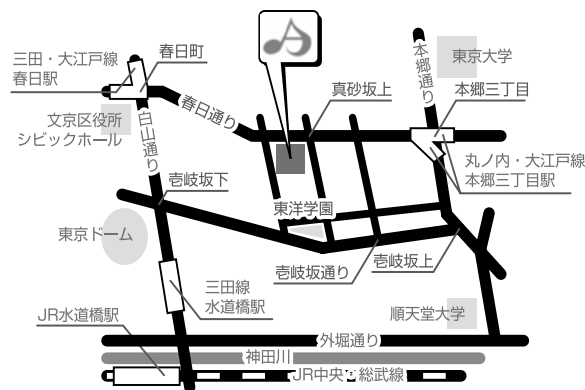 三田・大江戸線
春日駅
春日町
文京区役所
シビックホール
白山通り
春日通り
真砂坂上
本郷通り
東京大学
本郷三丁目
丸ノ内・大江戸線
本郷三丁目駅
壱岐坂下
東洋学園
東京ドーム
壱岐坂通り
壱岐坂上
三田線
水道橋駅
順天堂大学
JR水道橋駅
外堀通り
神田川
JR中央・総武線